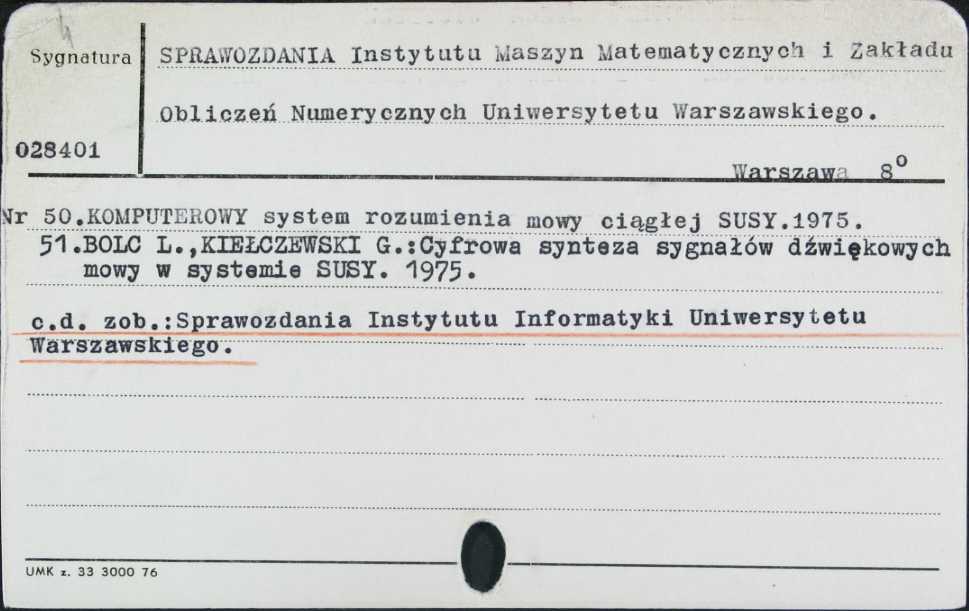 Sygnatura
SPRAWOZDANIA Instytutu Maszyn Matematycznych i Zakładu
Obliczeń Numerycznych Uniwersytetu Warszawskiego.
028401
Warszawa 8º
Nr 50.KOMPUTEROWY system rozumienia mowy ciągłej SUSY.1975.
51.BOLC L.,KIEŁCZEWSKI G.:Cyfrowa synteza sygnałów dźwiękowych
mowy w systemie SUSY. 1975.
c.d. zob.:Sprawozdania Instytutu Informatyki Uniwersytetu
Warszawskiego.
UMK z. 33 3000 76